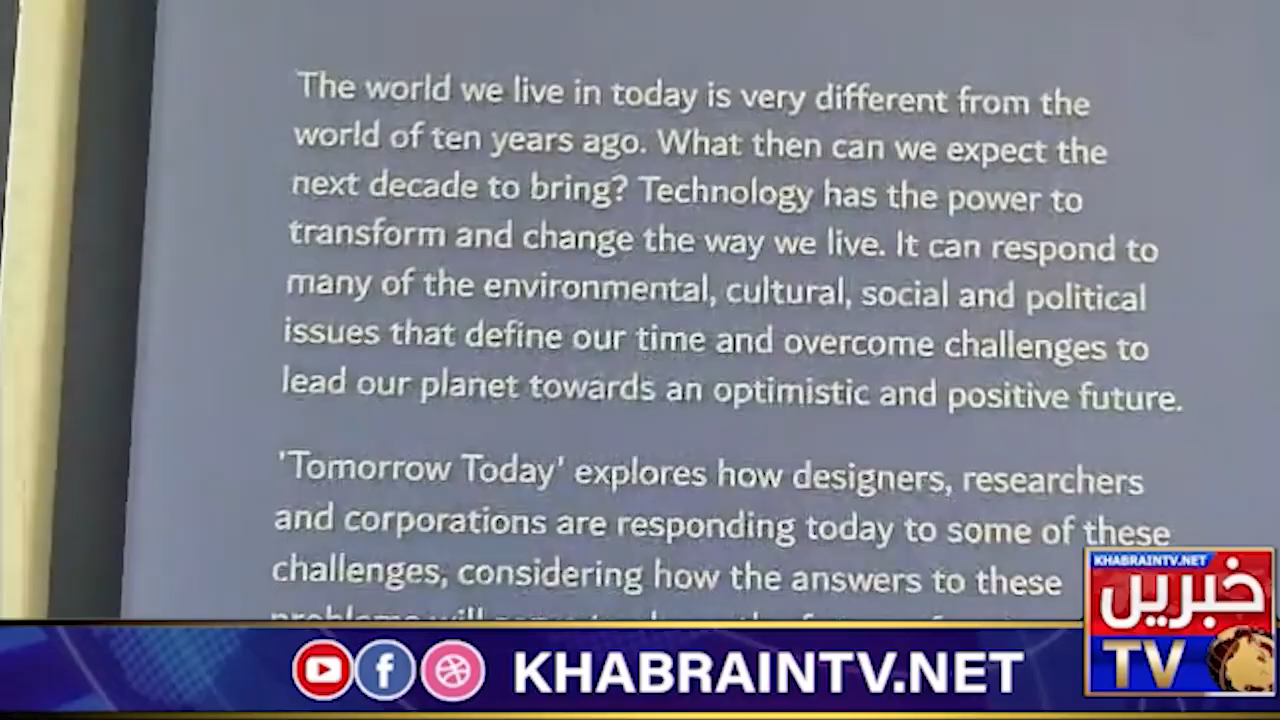 The world we live in today is very different from the
world of ten years ago. What then can we expect the
next decade to bring? Technology has the power to
transform and change the way we live. It can respond to
many of the environmental, cultural, social and political
issues that define our time and overcome challenges to
lead our planet towards an optimistic and positive future.
'Tomorrow Today' explores how designers, researchers
and corporations are responding today to some of these
challenges, considering how the answers to these
problems will
KHABRAINTV.NET
خبریں
TV
KHABRAINTV.NET